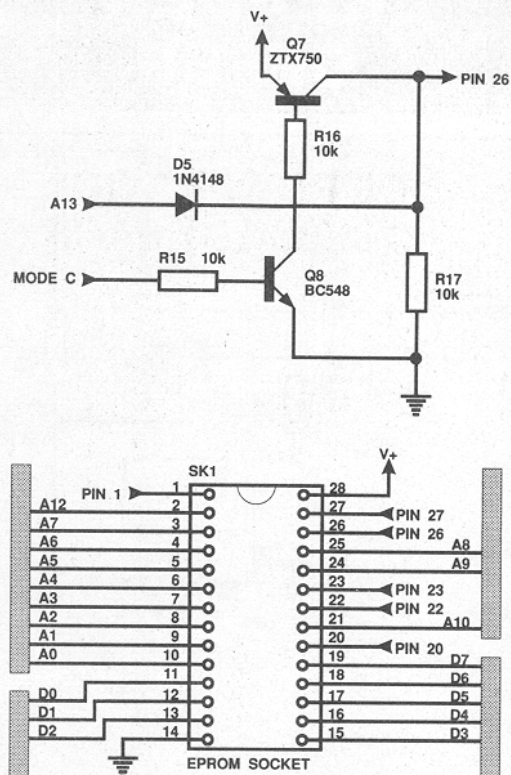 V+
Q7
ZTX750
PIN 26
R16
10k
D5
1N4148
A13
R15 10k
MODE C
Q8
BC548
R17
10k
V+
SK1
PIN 1 1 28
A12 2 27 PIN 27
A7 3 26 PIN 26
A6 4 25 A8
A5 5 24 A9
A4 6 23 PIN 23
A3 7 22 PIN 22
A2 8 21 A10
A1 9 20 PIN 20
A0 10 19 D7
D0 11 18 D6
D1 12 17 D5
D2 13 16 D4
14 15 D3
EPROM SOCKET